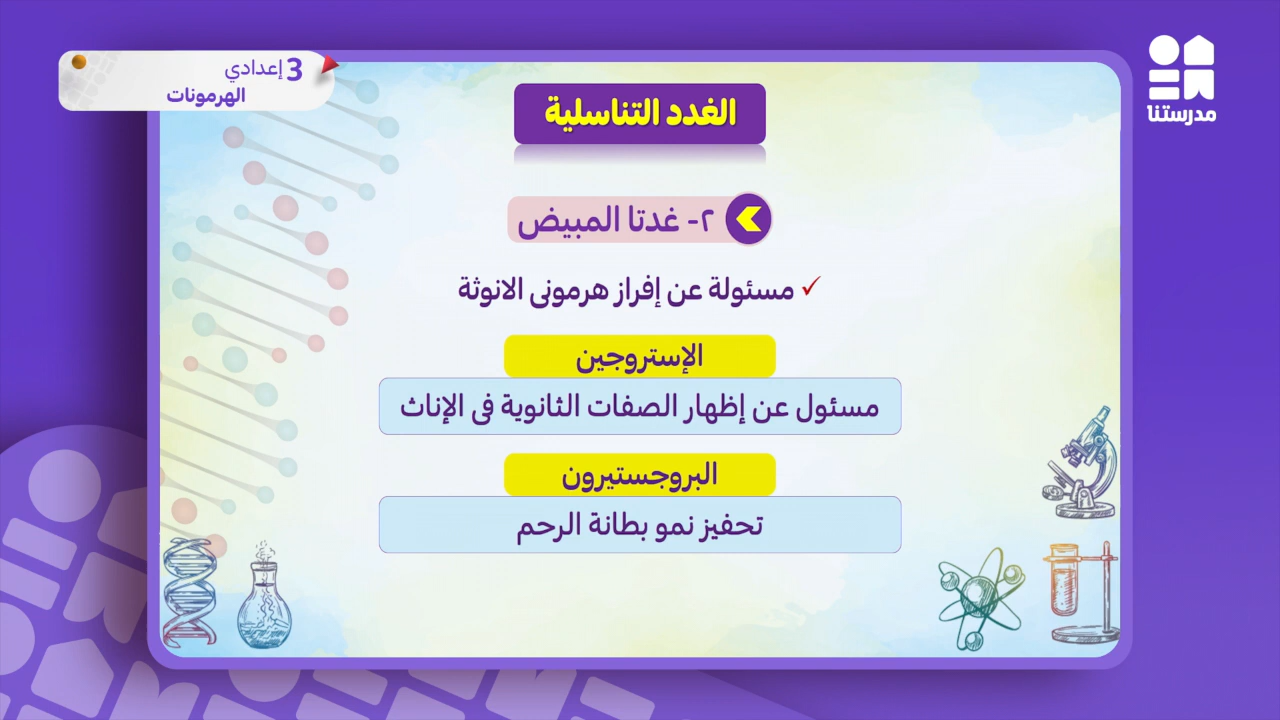 3 إعدادي
الهرمونات
مدرستنا
الغدد التناسلية
٢- غدتا المبيض
✓ مسئولة عن إفراز هرمونى الانوثة
الإستروجين
مسئول عن إظهار الصفات الثانوية فى الإناث
البروجستيرون
تحفيز نمو بطانة الرحم